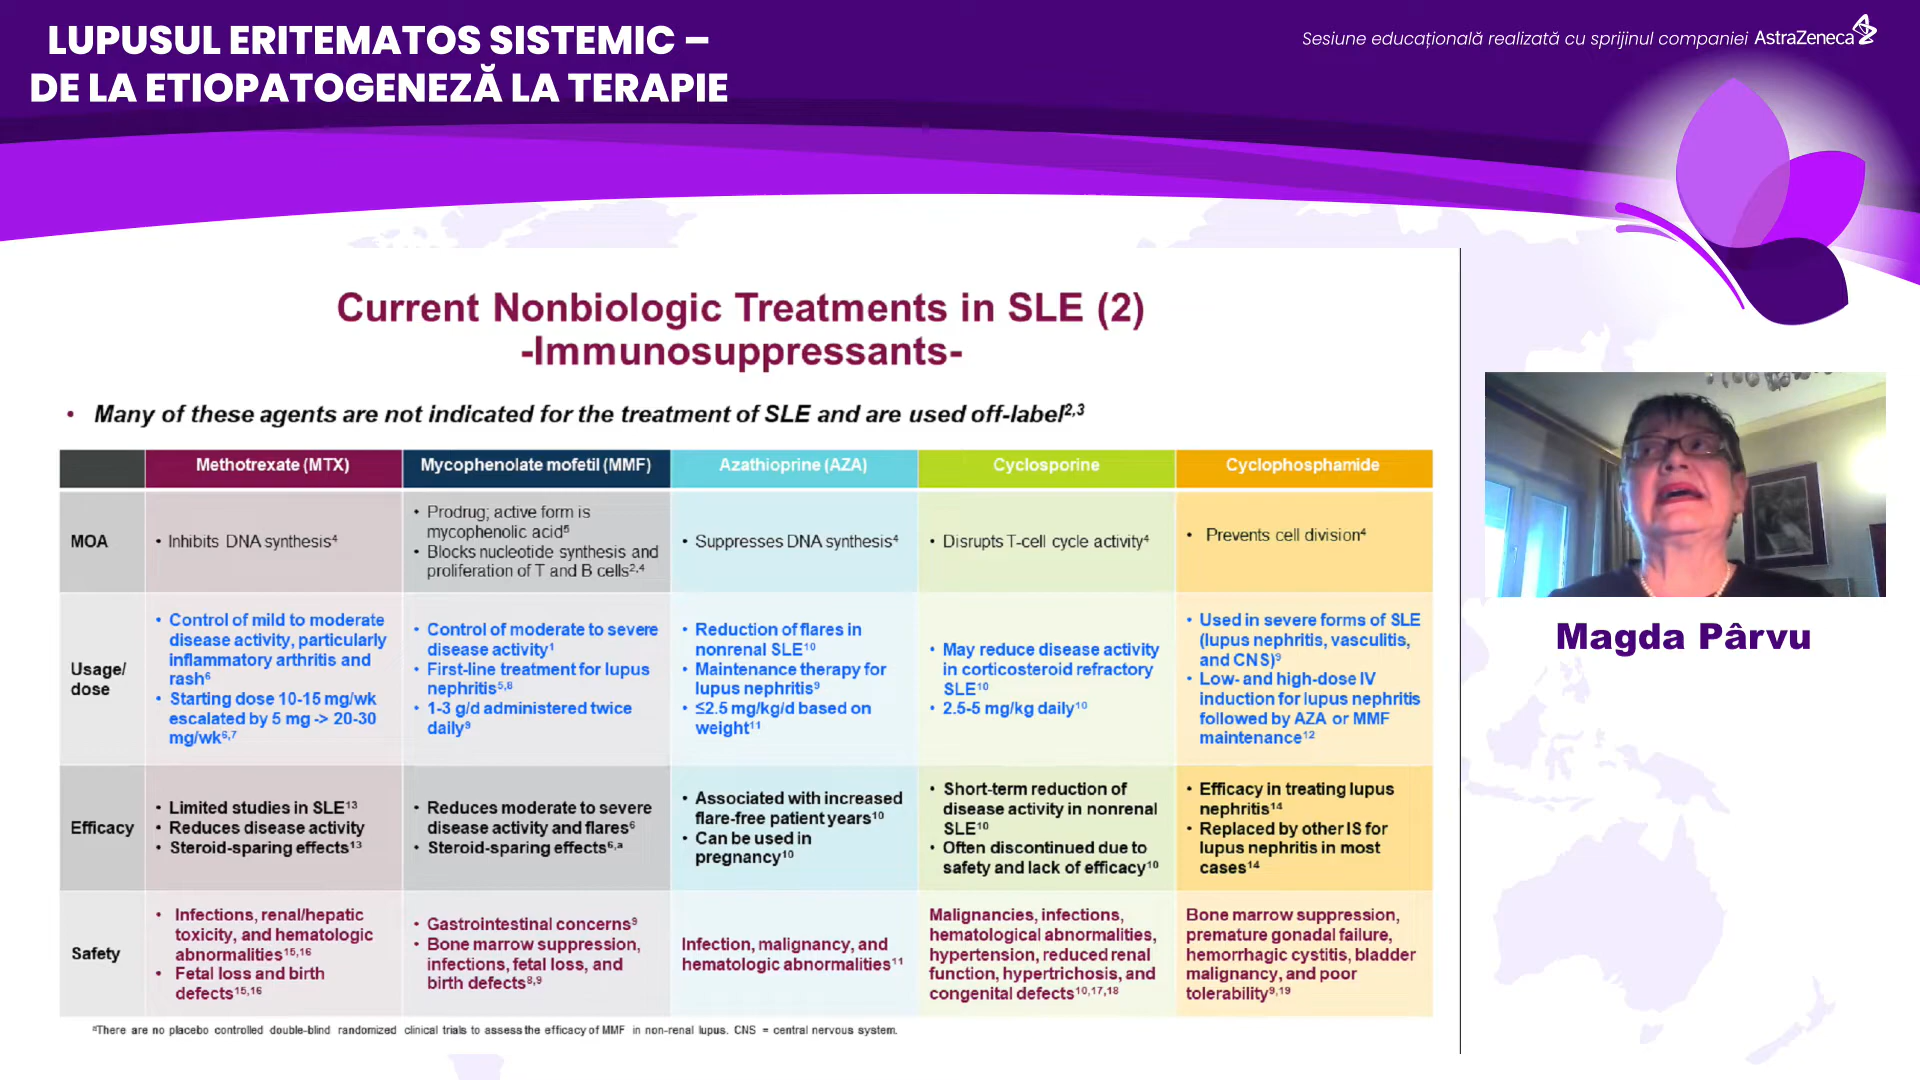 LUPUSUL ERITEMATOS SISTEMIC –
DE LA ETIOPATOGENEZĂ LA TERAPIE
Sesiune educațională realizată cu sprijinul companiei AstraZeneca
Current Nonbiologic Treatments in SLE (2)
-Immunosuppressants-
• Many of these agents are not indicated for the treatment of SLE and are used off-label2,3
Methotrexate (MTX)
Mycophenolate mofetil (MMF)
Azathioprine (AZA)
Cyclosporine
Cyclophosphamide
MOA
• Inhibits DNA synthesis4
• Prodrug; active form is
mycophenolic acid5
• Blocks nucleotide synthesis and
proliferation of T and B cells2,4
• Suppresses DNA synthesis4
• Disrupts T-cell cycle activity4
• Prevents cell division4
Usage/
dose
• Control of mild to moderate
disease activity, particularly
inflammatory arthritis and
rash6
• Starting dose 10-15 mg/wk
escalated by 5 mg -> 20-30
mg/wk6,7
• Control of moderate to severe
disease activity1
• First-line treatment for lupus
nephritis5,8
• 1-3 g/d administered twice
daily9
• Reduction of flares in
nonrenal SLE10
• Maintenance therapy for
lupus nephritis9
• ≤2.5 mg/kg/d based on
weight11
• May reduce disease activity
in corticosteroid refractory
SLE10
• 2.5-5 mg/kg daily10
• Used in severe forms of SLE
(lupus nephritis, vasculitis,
and CNS)9
• Low- and high-dose IV
induction for lupus nephritis
followed by AZA or MMF
maintenance12
Efficacy
• Limited studies in SLE13
• Reduces disease activity
• Steroid-sparing effects13
• Reduces moderate to severe
disease activity and flares6
• Steroid-sparing effects6,a
• Associated with increased
flare-free patient years10
• Can be used in
pregnancy10
• Short-term reduction of
disease activity in nonrenal
SLE10
• Often discontinued due to
safety and lack of efficacy10
• Efficacy in treating lupus
nephritis14
• Replaced by other IS for
lupus nephritis in most
cases14
Safety
• Infections, renal/hepatic
toxicity, and hematologic
abnormalities15,16
• Fetal loss and birth
defects15,16
• Gastrointestinal concerns9
• Bone marrow suppression,
infections, fetal loss, and
birth defects8,9
Infection, malignancy, and
hematologic abnormalities11
Malignancies, infections,
hematological abnormalities,
hypertension, reduced renal
function, hypertrichosis, and
congenital defects10,17,18
Bone marrow suppression,
premature gonadal failure,
hemorrhagic cystitis, bladder
malignancy, and poor
tolerability9,19
aThere are no placebo controlled double-blind randomized clinical trials to assess the efficacy of MMF in non-renal lupus. CNS = central nervous system.
Magda Pârvu